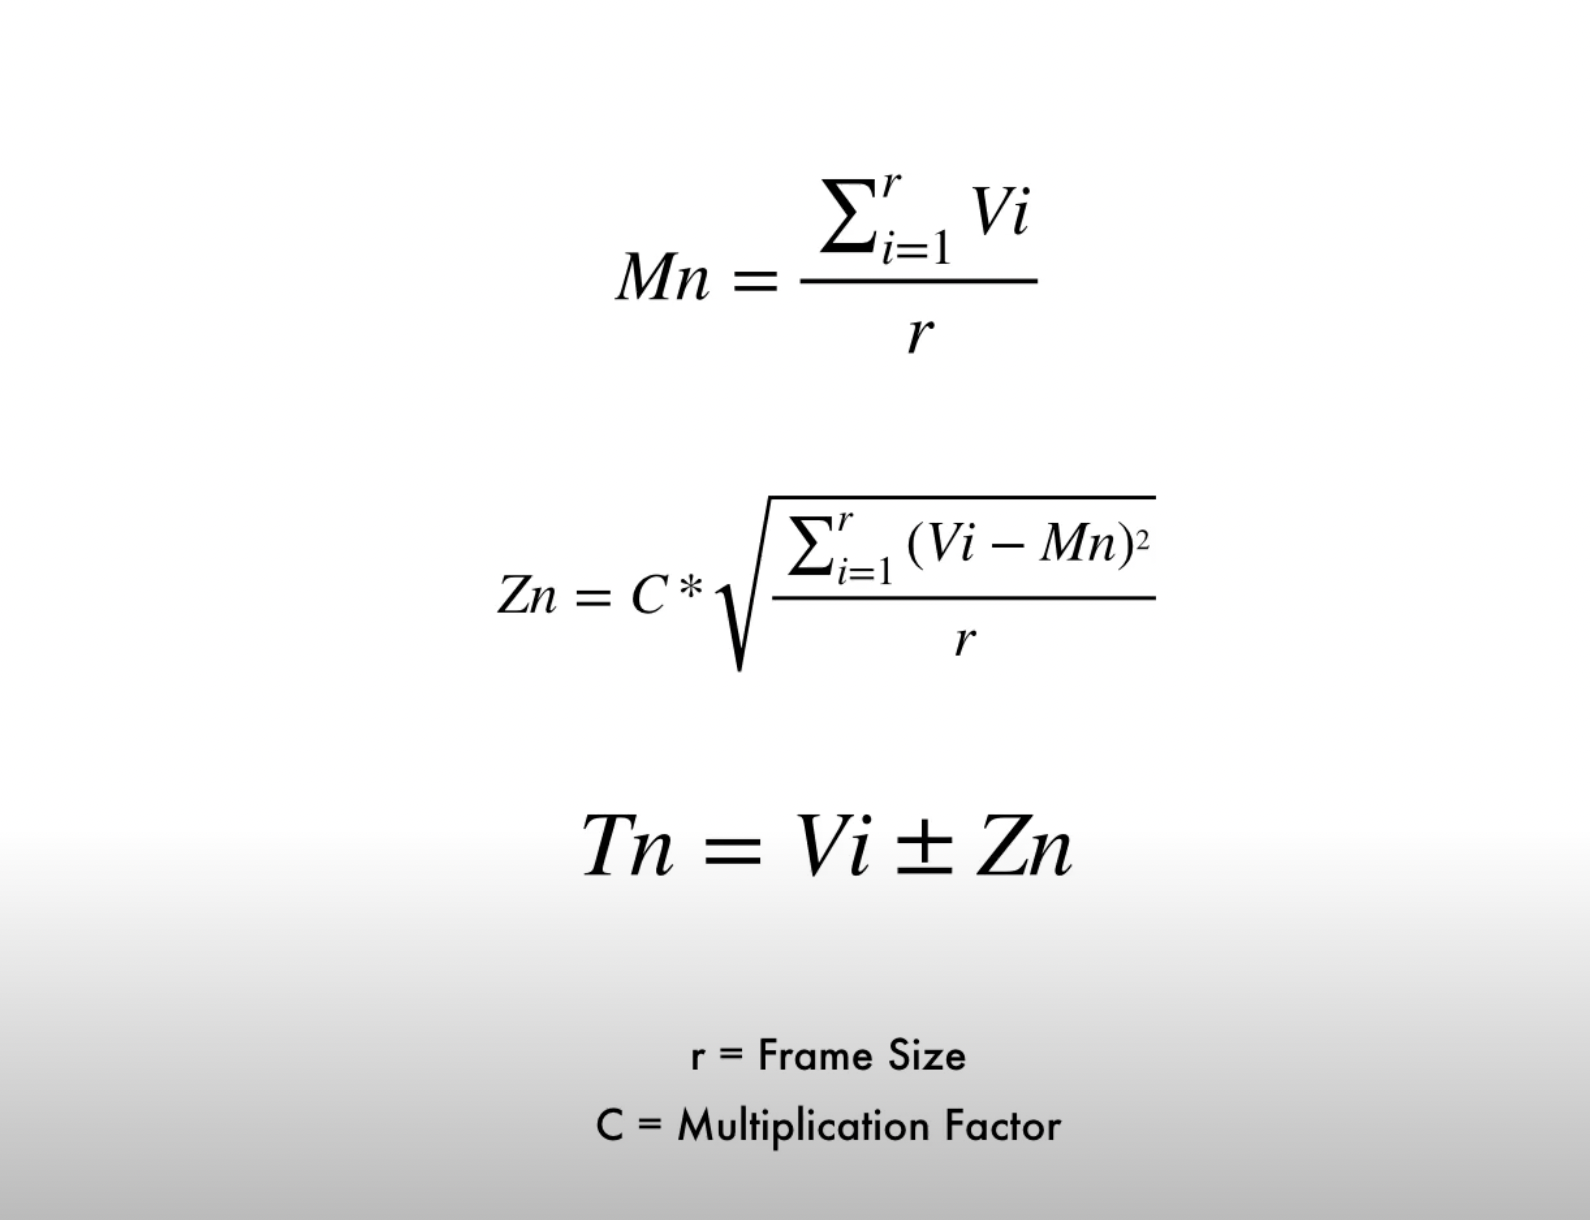 Mn = \frac{\sum_{i=1}^{r} Vi}{r}
Zn = C * \sqrt{\frac{\sum_{i=1}^{r} (Vi - Mn)^2}{r}}
Tn = Vi ± Zn
r = Frame Size
C = Multiplication Factor